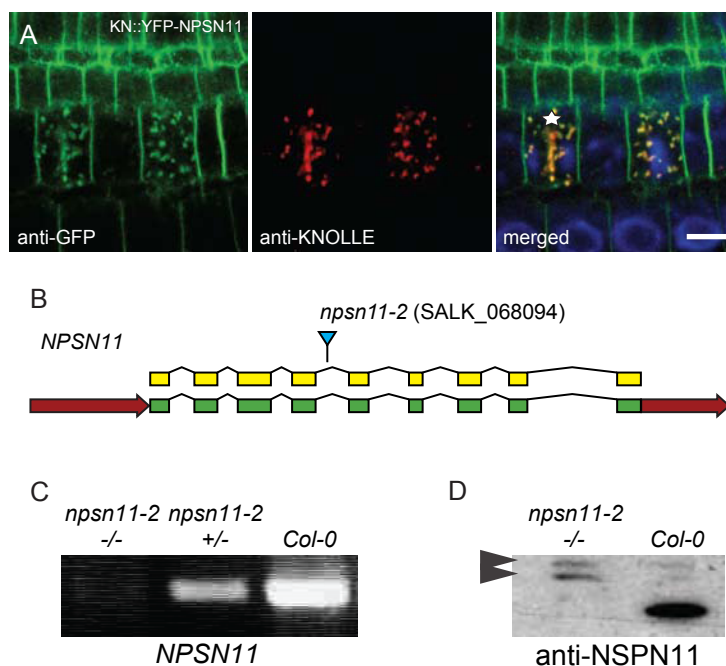 A
KN::YFP-NPSN11
anti-GFP
anti-KNOLLE
merged
B
npsn11-2 (SALK_068094)
NPSN11
C
npsn11-2 npsn11-2
-/- +/- Col-0
NPSN11
D
npsn11-2
-/- Col-0
anti-NSPN11